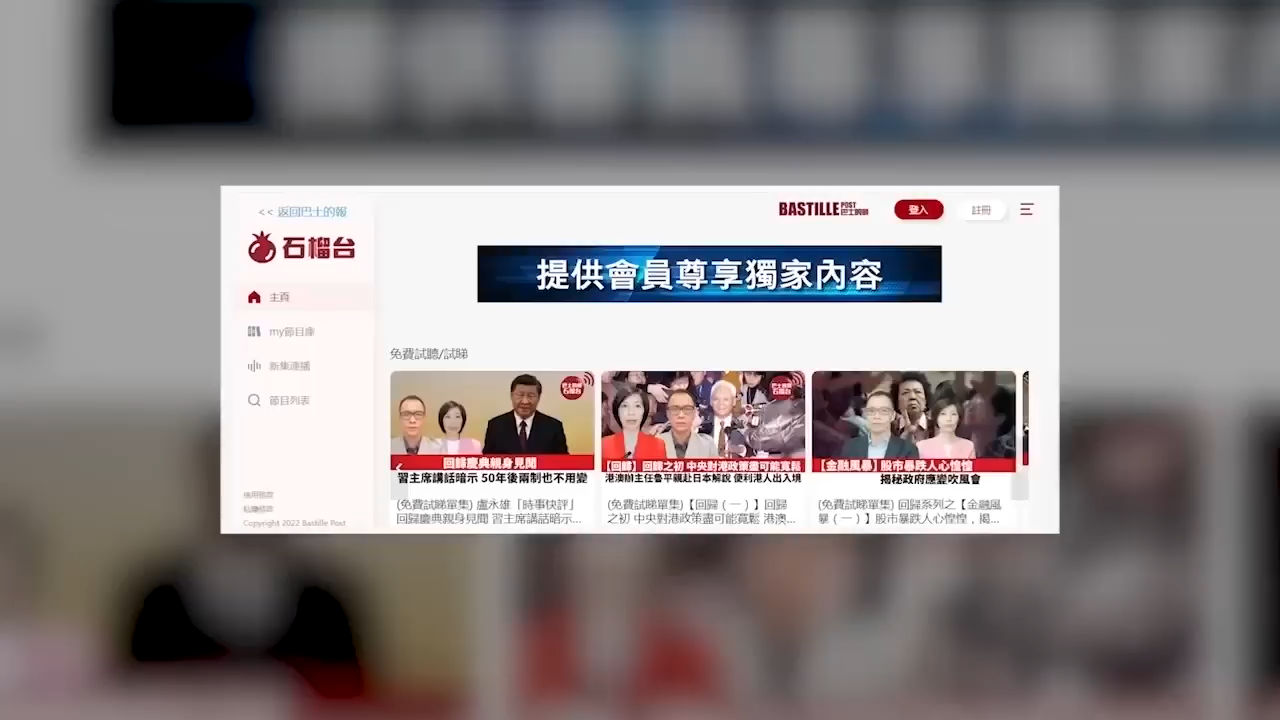 << 返回巴士的報
石榴台
主頁
my節目庫
新集連播
節目列表
使用條款
私隱條款
Copyright 2022 Bastille Post
BASTILLE POST 巴士的報
登入
註冊
提供會員尊享獨家內容
免費試聽/試睇
回歸慶典親身見聞
習主席講話暗示 50年後兩制也不用變
(免費試睇單集) 盧永雄「時事快評」
回歸慶典親身見聞 習主席講話暗示...
【回歸】回歸之初 中央對港政策盡可能寬鬆
港澳辦主任魯平親赴日本解說 便利港人出入境
(免費試睇單集)【回歸（一）】回歸
之初 中央對港政策盡可能寬鬆 港澳...
【金融風暴】股市暴跌人心惶惶
揭秘政府應變吹風會
(免費試睇單集) 回歸系列之【金融風
暴（一）】股市暴跌人心惶惶，揭...